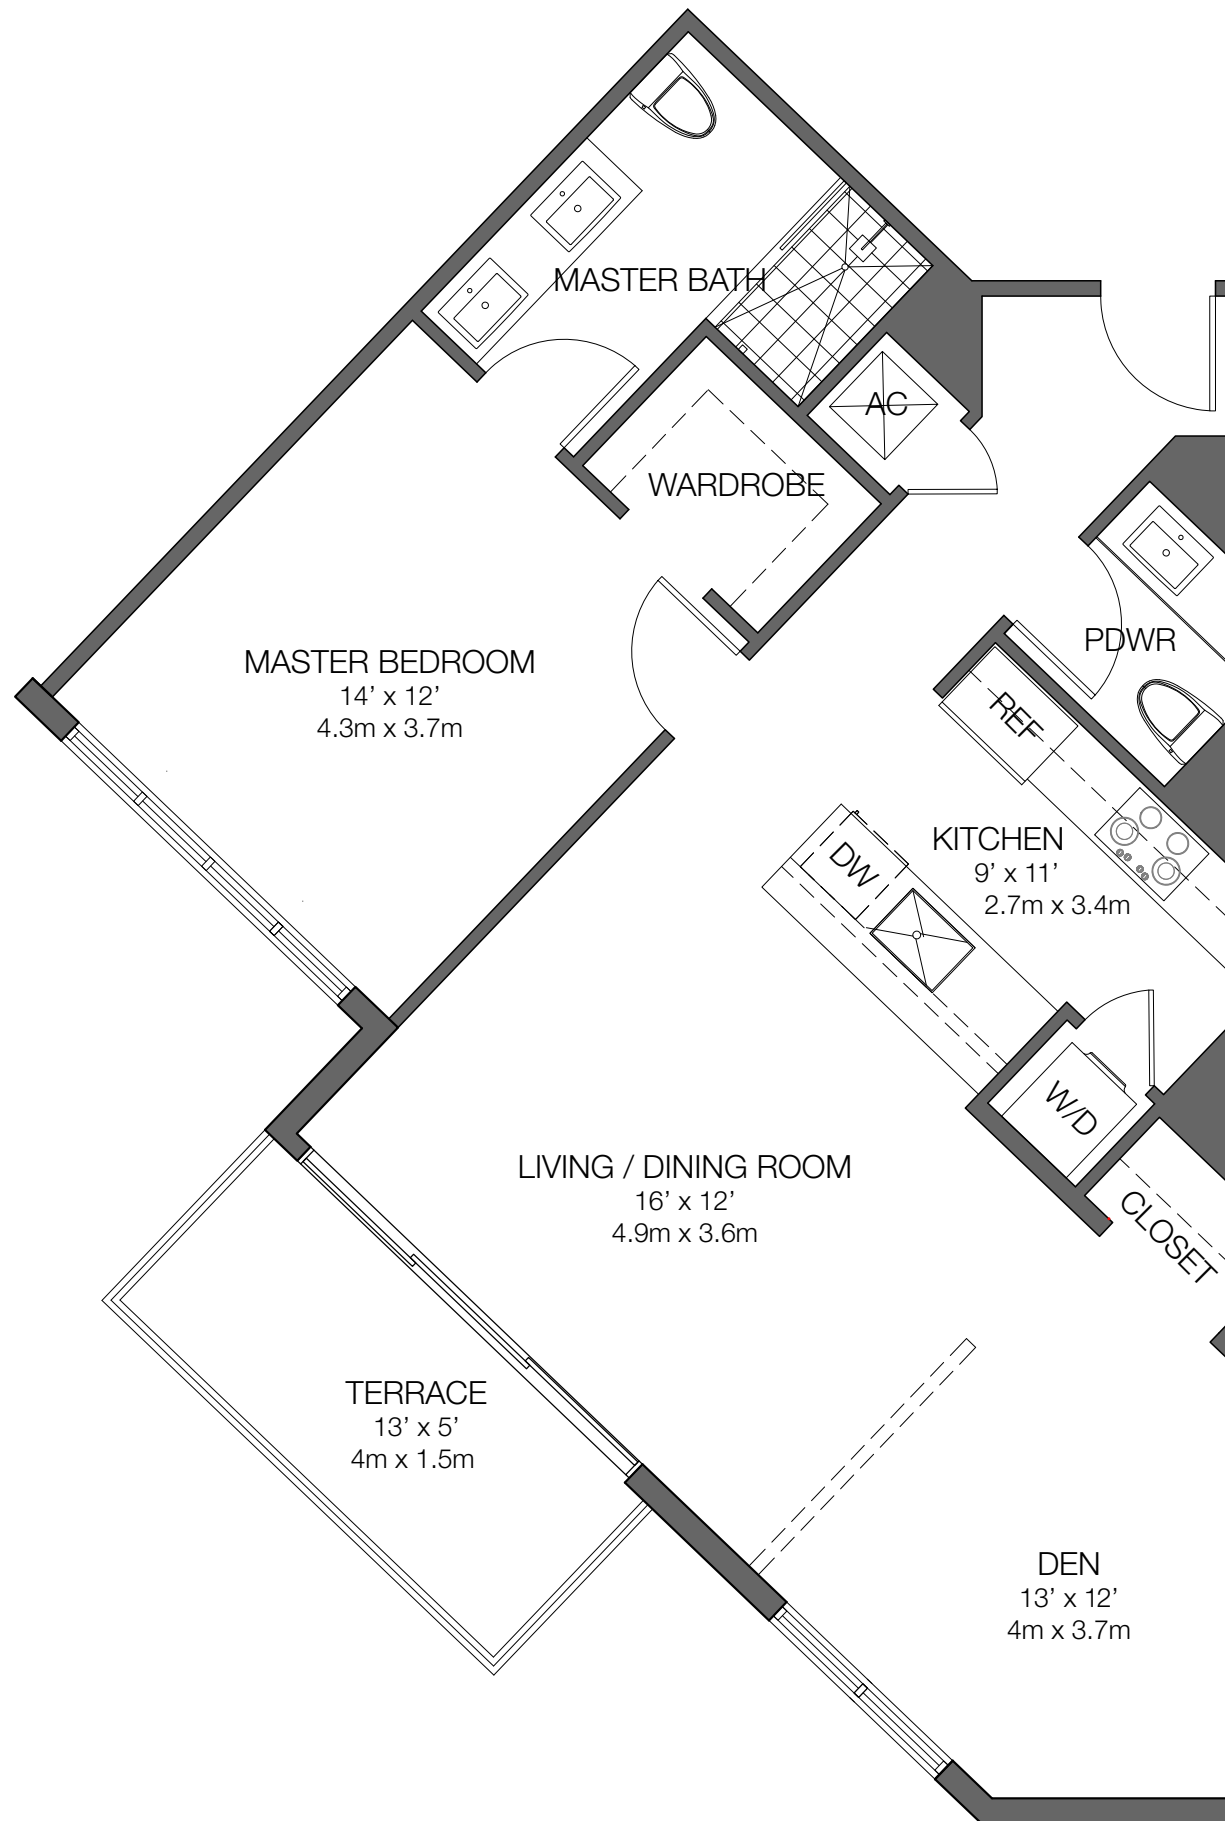 MASTER BATH
AC
WARDROBE
PDWR
MASTER BEDROOM
14’ x 12’
4.3m x 3.7m
REF
KITCHEN
9’ x 11’
2.7m x 3.4m
DW
W/D
LIVING / DINING ROOM
16’ x 12’
4.9m x 3.6m
CLOSET
TERRACE
13’ x 5’
4m x 1.5m
DEN
13’ x 12’
4m x 3.7m